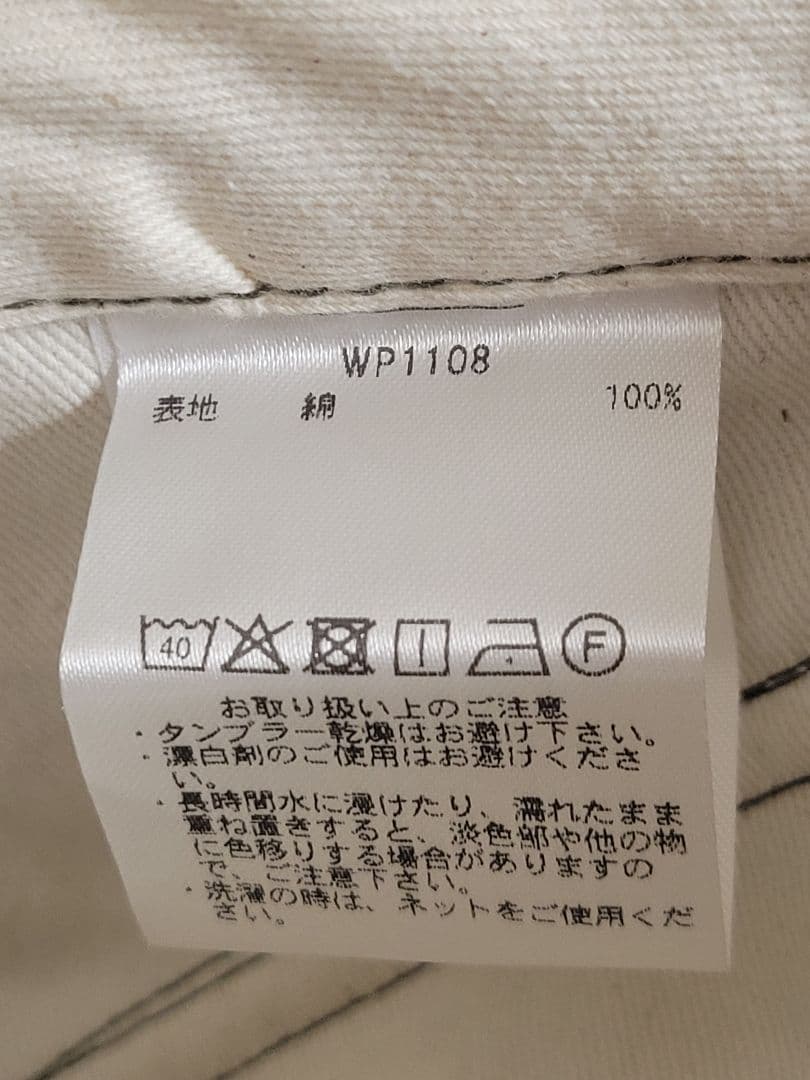 WP1108
表地 綿 100%
40 F
お取り扱い上のご注意
・タンブラー乾燥はお避け下さい。
・漂白剤のご使用はお避けくださ
い。
・長時間水に浸けたり、濡れたまま
重ね置きすると、淡色部や他の物
に色移りする場合がありますの
で、ご注意下さい。
・洗濯の時は、ネットをご使用くだ
さい。